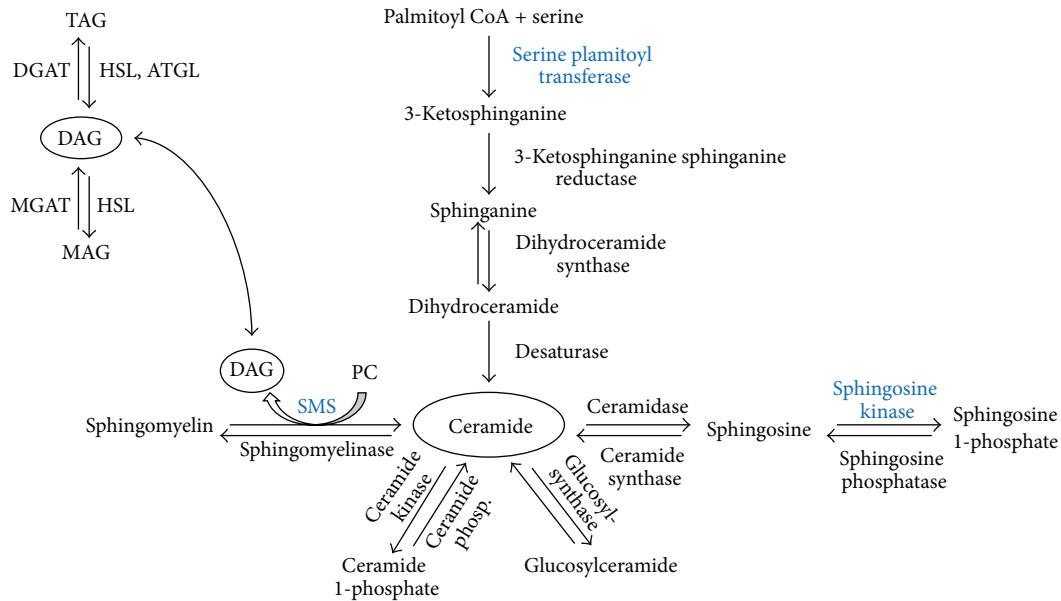 TAG
DGAT
HSL, ATGL
DAG
MGAT
HSL
MAG
Palmitoyl CoA + serine
Serine plamitoyl
transferase
3-Ketosphinganine
3-Ketosphinganine sphinganine
reductase
Sphinganine
Dihydroceramide
synthase
Dihydroceramide
Desaturase
DAG
PC
SMS
Sphingomyelin
Sphingomyelinase
Ceramide
Ceramidase
Ceramide
synthase
Sphingosine
Sphingosine
kinase
Sphingosine
phosphatase
Sphingosine
1-phosphate
Ceramide
kinase
Ceramide
phosp.
Glucosyl-
synthase
Ceramide
1-phosphate
Glucosylceramide